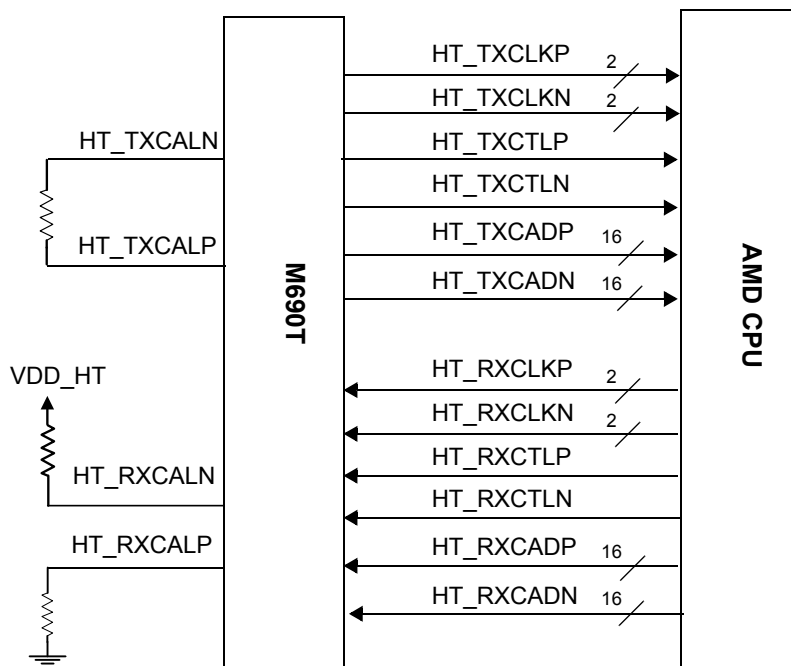 HT_TXCLKP 2
HT_TXCLKN 2
HT_TXCALN
HT_TXCTLP
HT_TXCTLN
HT_TXCALP
HT_TXCADP 16
HT_TXCADN 16
M690T
AMD CPU
VDD_HT
HT_RXCLKP 2
HT_RXCLKN 2
HT_RXCALN
HT_RXCTLP
HT_RXCTLN
HT_RXCALP
HT_RXCADP 16
HT_RXCADN 16